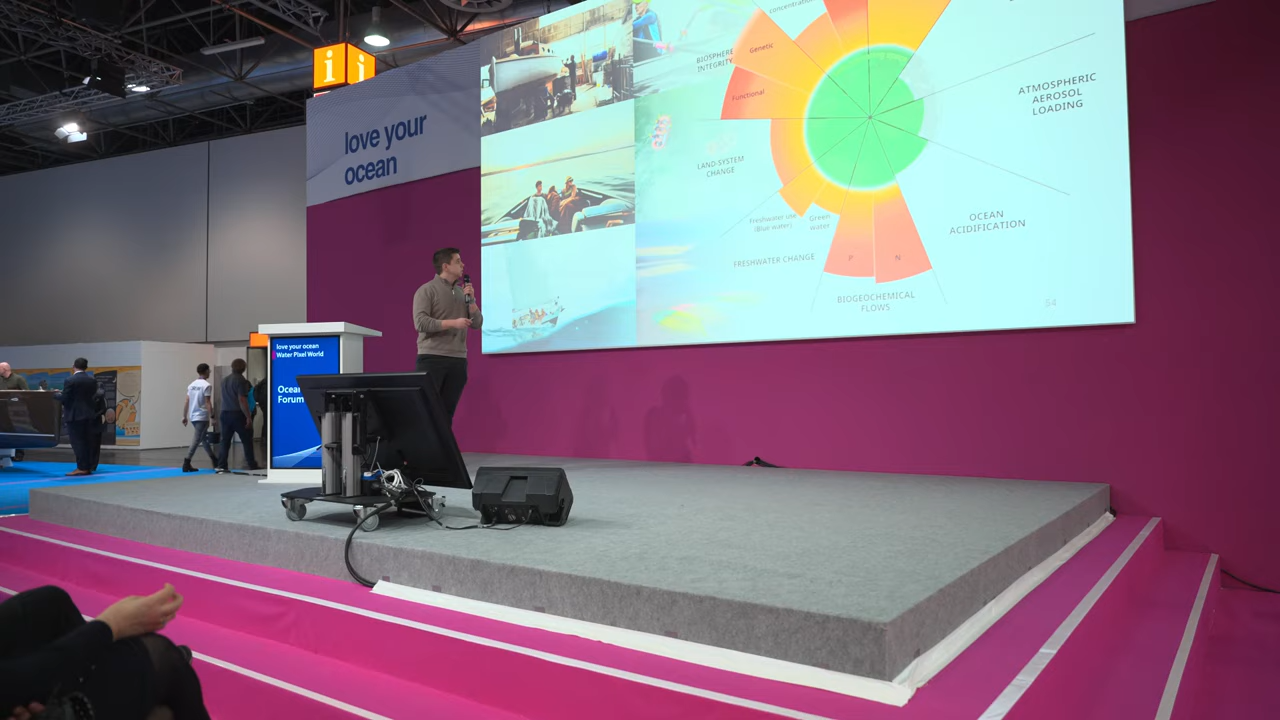 i i
love your
ocean
concentration
BIOSPHERE
INTEGRITY
Genetic
Functional
LAND-SYSTEM
CHANGE
Freshwater use
(Blue water)
Green
water
FRESHWATER CHANGE
P
N
BIOGEOCHEMICAL
FLOWS
OCEAN
ACIDIFICATION
ATMOSPHERIC
AEROSOL
LOADING
54
love your ocean
Water Pixel World
Ocean
Forum